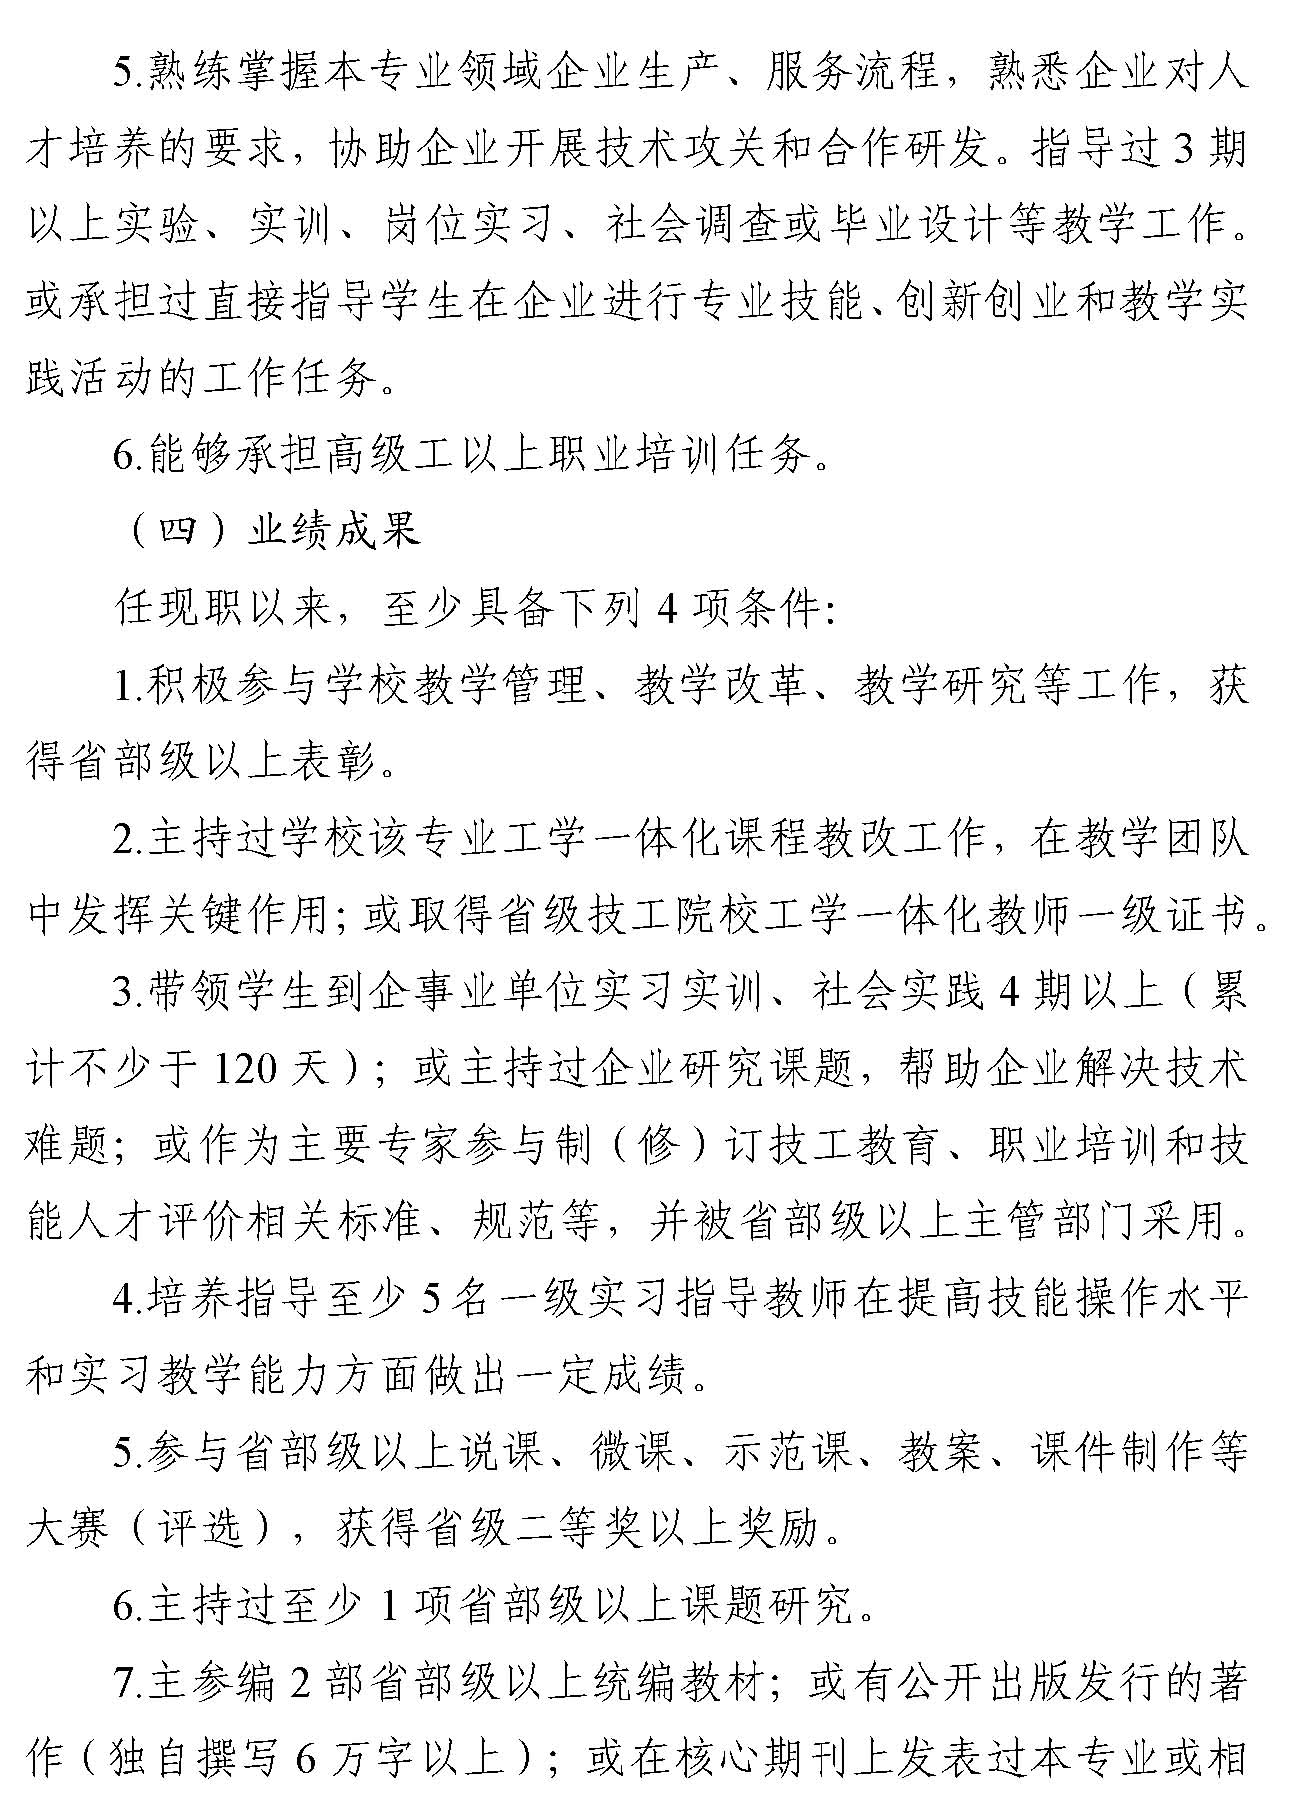 5.熟练掌握本专业领域企业生产、服务流程，熟悉企业对人
才培养的要求，协助企业开展技术攻关和合作研发。指导过 3 期
以上实验、实训、岗位实习、社会调查或毕业设计等教学工作。
或承担过直接指导学生在企业进行专业技能、创新创业和教学实
践活动的工作任务。
6.能够承担高级工以上职业培训任务。
（四）业绩成果
任现职以来，至少具备下列 4 项条件：
1.积极参与学校教学管理、教学改革、教学研究等工作，获
得省部级以上表彰。
2.主持过学校该专业工学一体化课程教改工作，在教学团队
中发挥关键作用；或取得省级技工院校工学一体化教师一级证书。
3.带领学生到企事业单位实习实训、社会实践 4 期以上（累
计不少于 120 天）；或主持过企业研究课题，帮助企业解决技术
难题；或作为主要专家参与制（修）订技工教育、职业培训和技
能人才评价相关标准、规范等，并被省部级以上主管部门采用。
4.培养指导至少 5 名一级实习指导教师在提高技能操作水平
和实习教学能力方面做出一定成绩。
5.参与省部级以上说课、微课、示范课、教案、课件制作等
大赛（评选），获得省级二等奖以上奖励。
6.主持过至少 1 项省部级以上课题研究。
7.主参编 2 部省部级以上统编教材；或有公开出版发行的著
作（独自撰写 6 万字以上）；或在核心期刊上发表过本专业或相